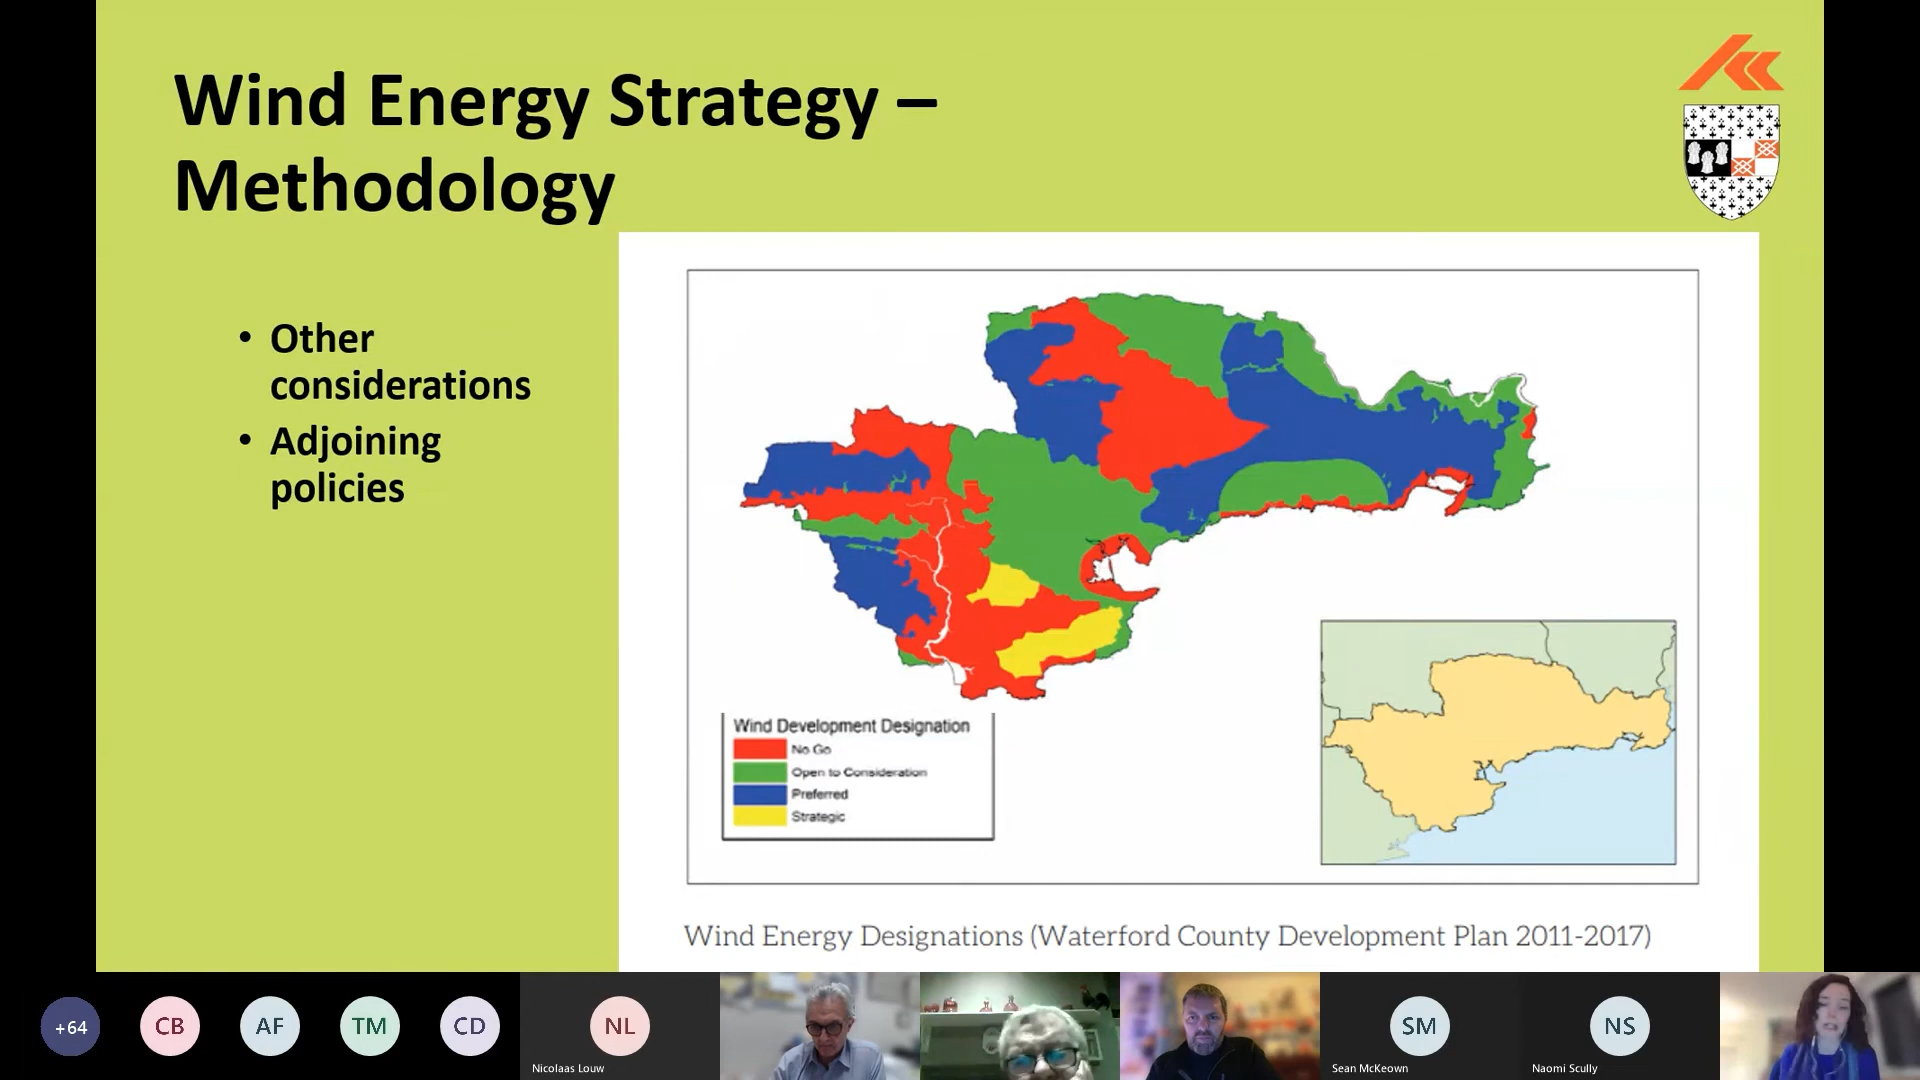 Wind Energy Strategy –
Methodology
• Other
considerations
• Adjoining
policies
Wind Development Designation
No Go
Open to Consideration
Preferred
Strategic
Wind Energy Designations (Waterford County Development Plan 2011-2017)
+64
CB
AF
TM
CD
NL
SM
NS
Nicolaas Louw
Sean McKeown
Naomi Scully